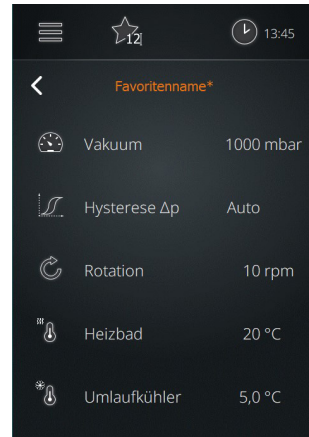 12
13:45
Favoritenname*
Vakuum 1000 mbar
Hysterese Δp Auto
Rotation 10 rpm
Heizbad 20 °C
Umlaufkühler 5,0 °C